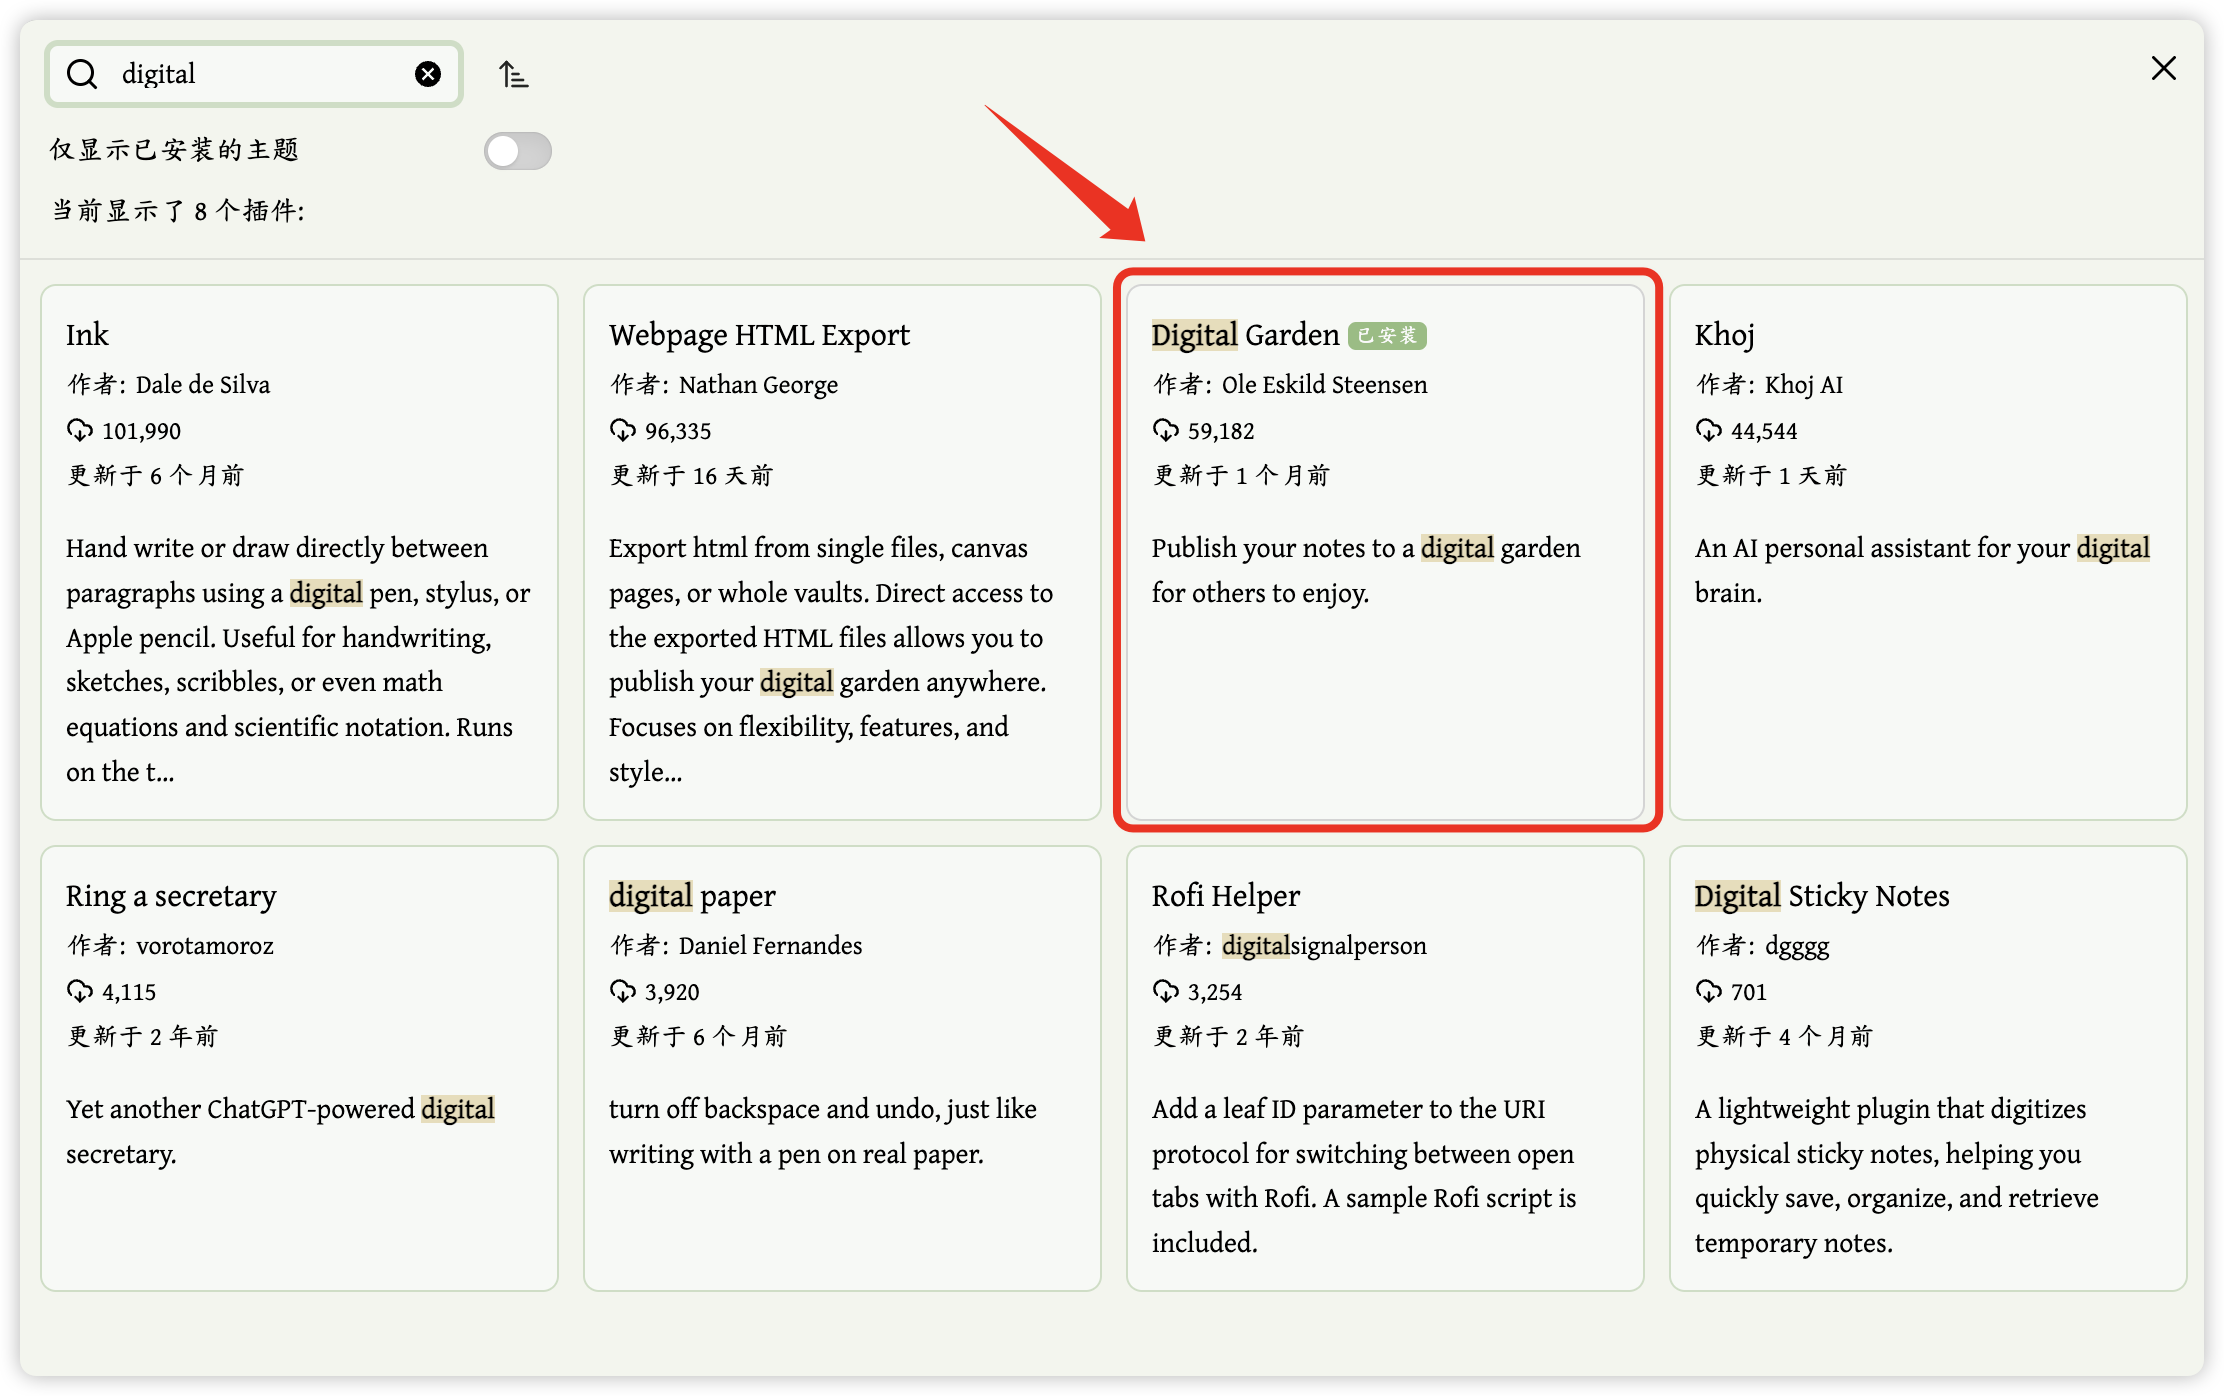 digital
仅显示已安装的主题
当前显示了 8 个插件:
Ink
作者: Dale de Silva
101,990
更新于 6 个月前
Hand write or draw directly between
paragraphs using a digital pen, stylus, or
Apple pencil. Useful for handwriting,
sketches, scribbles, or even math
equations and scientific notation. Runs
on the t...
Webpage HTML Export
作者: Nathan George
96,335
更新于 16 天前
Export html from single files, canvas
pages, or whole vaults. Direct access to
the exported HTML files allows you to
publish your digital garden anywhere.
Focuses on flexibility, features, and
style...
Digital Garden 已安装
作者: Ole Eskild Steensen
59,182
更新于 1 个月前
Publish your notes to a digital garden
for others to enjoy.
Khoj
作者: Khoj AI
44,544
更新于 1 天前
An AI personal assistant for your digital
brain.
Ring a secretary
作者: vorotamoroz
4,115
更新于 2 年前
Yet another ChatGPT-powered digital
secretary.
digital paper
作者: Daniel Fernandes
3,920
更新于 6 个月前
turn off backspace and undo, just like
writing with a pen on real paper.
Rofi Helper
作者: digitalsignalperson
3,254
更新于 2 年前
Add a leaf ID parameter to the URI
protocol for switching between open
tabs with Rofi. A sample Rofi script is
included.
Digital Sticky Notes
作者: dgggg
701
更新于 4 个月前
A lightweight plugin that digitizes
physical sticky notes, helping you
quickly save, organize, and retrieve
temporary notes.